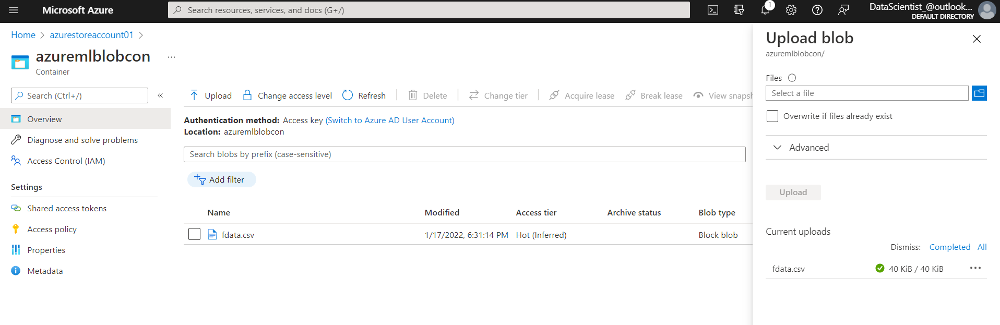 Microsoft Azure
Search resources, services, and docs (G+/)
1
DataScientist_@outlook...
DEFAULT DIRECTORY
Home > azurestoreaccount01 >
azuremlblobcon ...
Container
Search (Ctrl+/) «
Overview
Diagnose and solve problems
Access Control (IAM)
Settings
Shared access tokens
Access policy
Properties
Metadata
Upload Change access level Refresh Delete Change tier Acquire lease Break lease View snapsh
Authentication method: Access key (Switch to Azure AD User Account)
Location: azuremlblobcon
Search blobs by prefix (case-sensitive)
Add filter
Name Modified Access tier Archive status Blob type
fdata.csv 1/17/2022, 6:31:14 PM Hot (Inferred) Block blob
Upload blob
azuremlblobcon/
Files
Select a file
Overwrite if files already exist
Advanced
Upload
Current uploads
Dismiss: Completed All
fdata.csv 40 KiB / 40 KiB ...